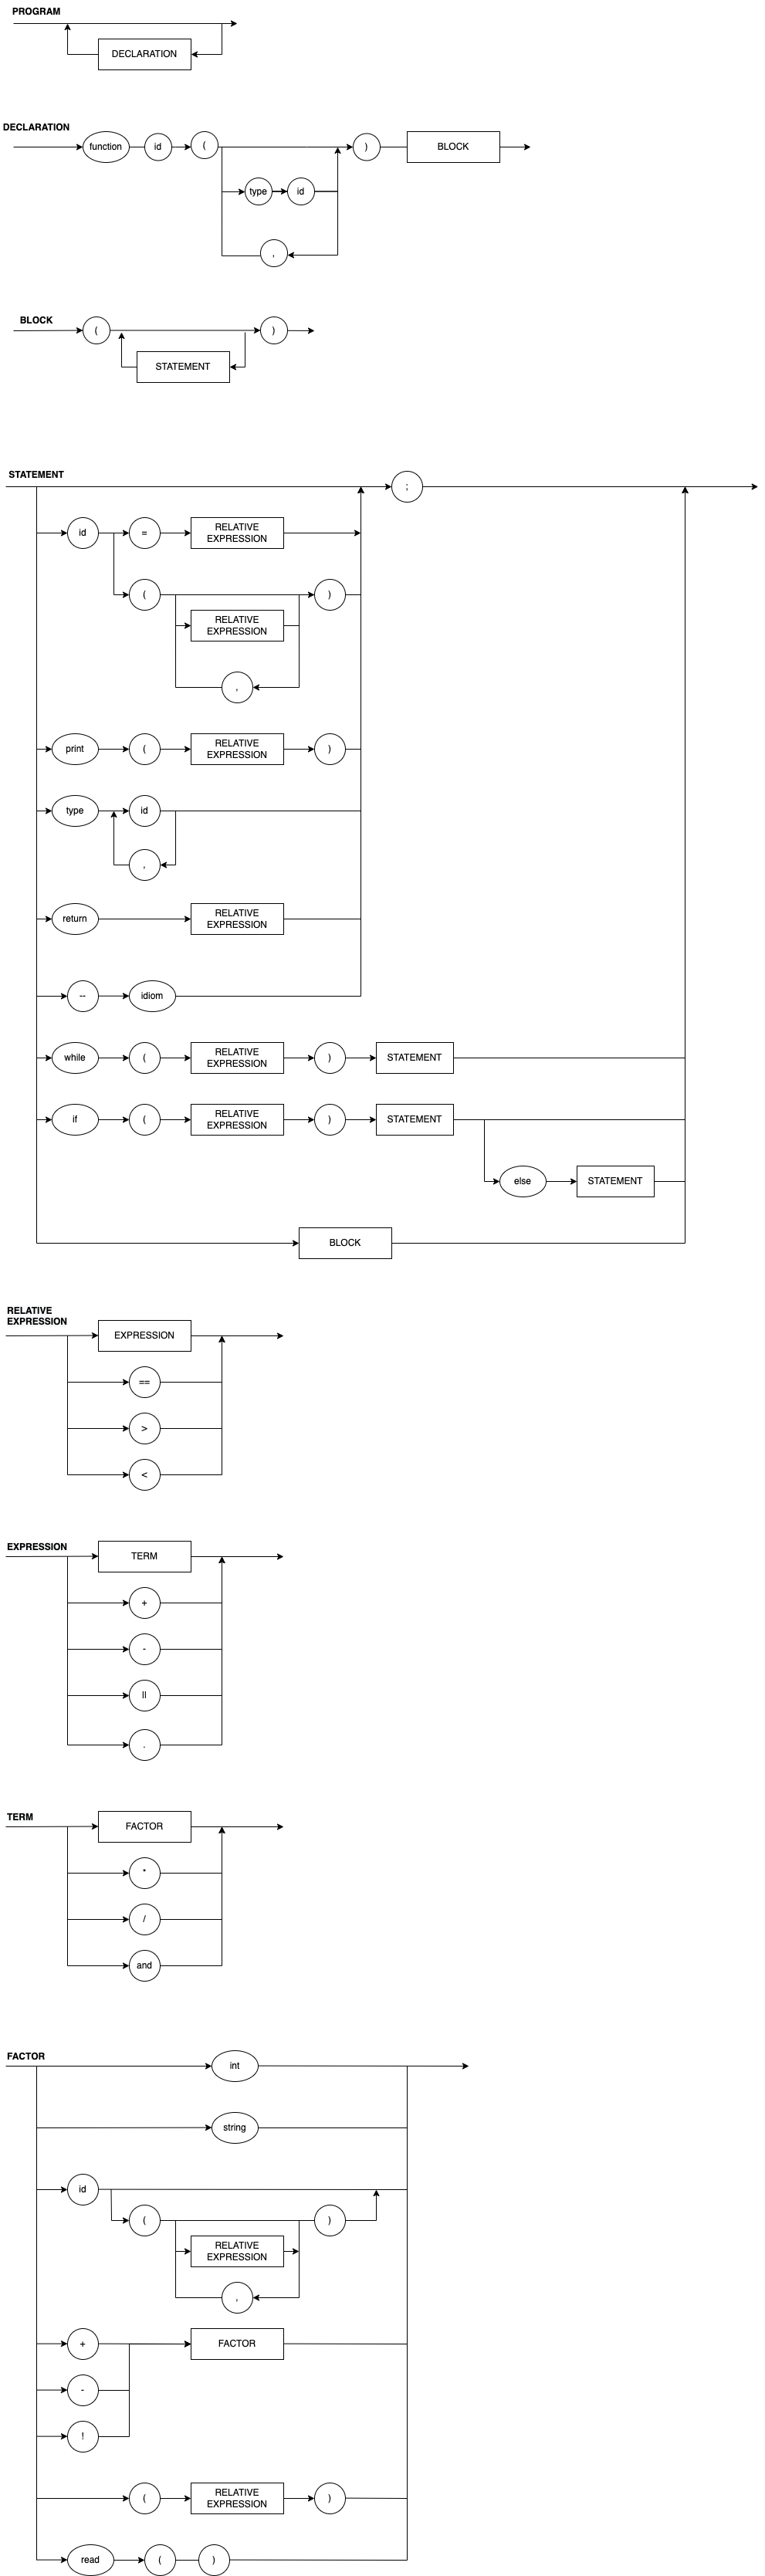 PROGRAM
DECLARATION
DECLARATION
function id ( ) BLOCK
type id
,
BLOCK
( )
STATEMENT
STATEMENT
;
id = RELATIVE
EXPRESSION
( )
RELATIVE
EXPRESSION
,
print ( RELATIVE
EXPRESSION )
type id
,
return RELATIVE
EXPRESSION
-- idiom
while ( RELATIVE
EXPRESSION ) STATEMENT
if ( RELATIVE
EXPRESSION ) STATEMENT
else STATEMENT
BLOCK
RELATIVE
EXPRESSION
EXPRESSION
==
>
<
EXPRESSION
TERM
+
-
||
.
TERM
FACTOR
*
/
and
FACTOR
int
string
id
( )
RELATIVE
EXPRESSION
,
+ FACTOR
-
!
( RELATIVE
EXPRESSION )
read ( )